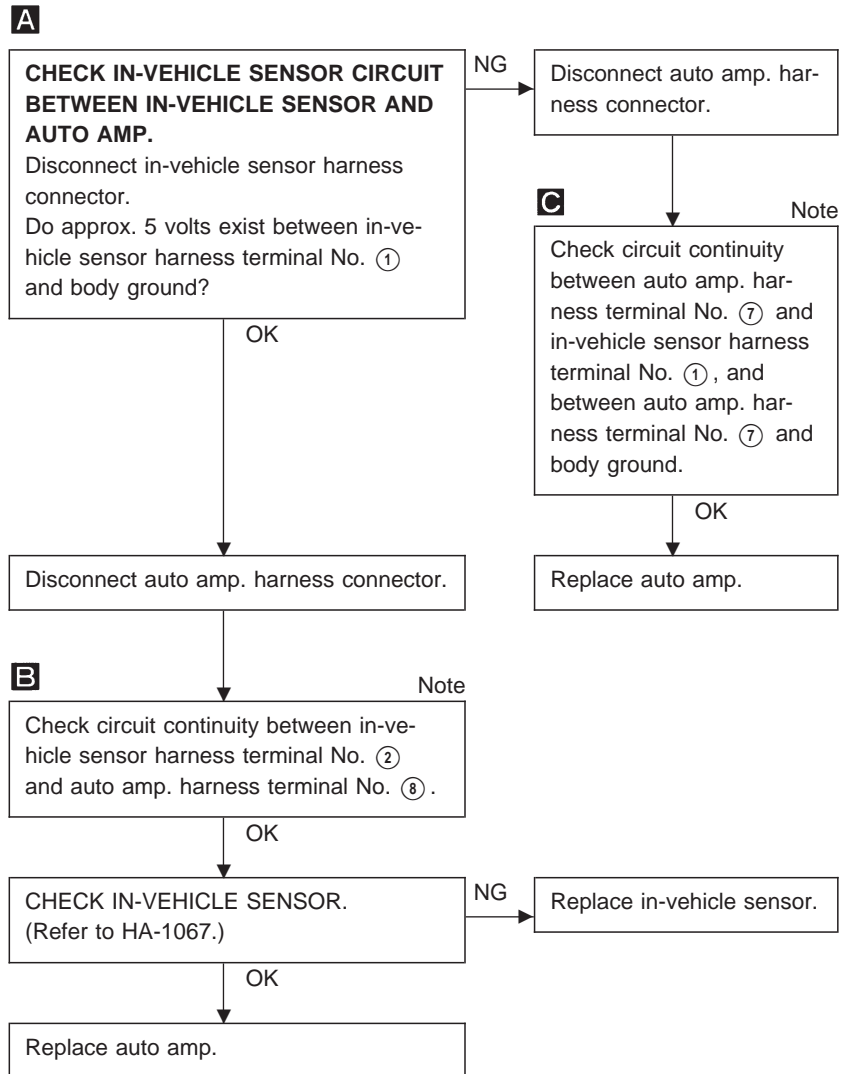 A
CHECK IN-VEHICLE SENSOR CIRCUIT
BETWEEN IN-VEHICLE SENSOR AND
AUTO AMP.
Disconnect in-vehicle sensor harness
connector.
Do approx. 5 volts exist between in-ve-
hicle sensor harness terminal No. ①
and body ground?
NG
Disconnect auto amp. har-
ness connector.
C
Note
Check circuit continuity
between auto amp. har-
ness terminal No. ⑦ and
in-vehicle sensor harness
terminal No. ①, and
between auto amp. har-
ness terminal No. ⑦ and
body ground.
OK
Replace auto amp.
OK
Disconnect auto amp. harness connector.
B
Note
Check circuit continuity between in-ve-
hicle sensor harness terminal No. ②
and auto amp. harness terminal No. ⑧.
OK
CHECK IN-VEHICLE SENSOR.
(Refer to HA-1067.)
NG
Replace in-vehicle sensor.
OK
Replace auto amp.